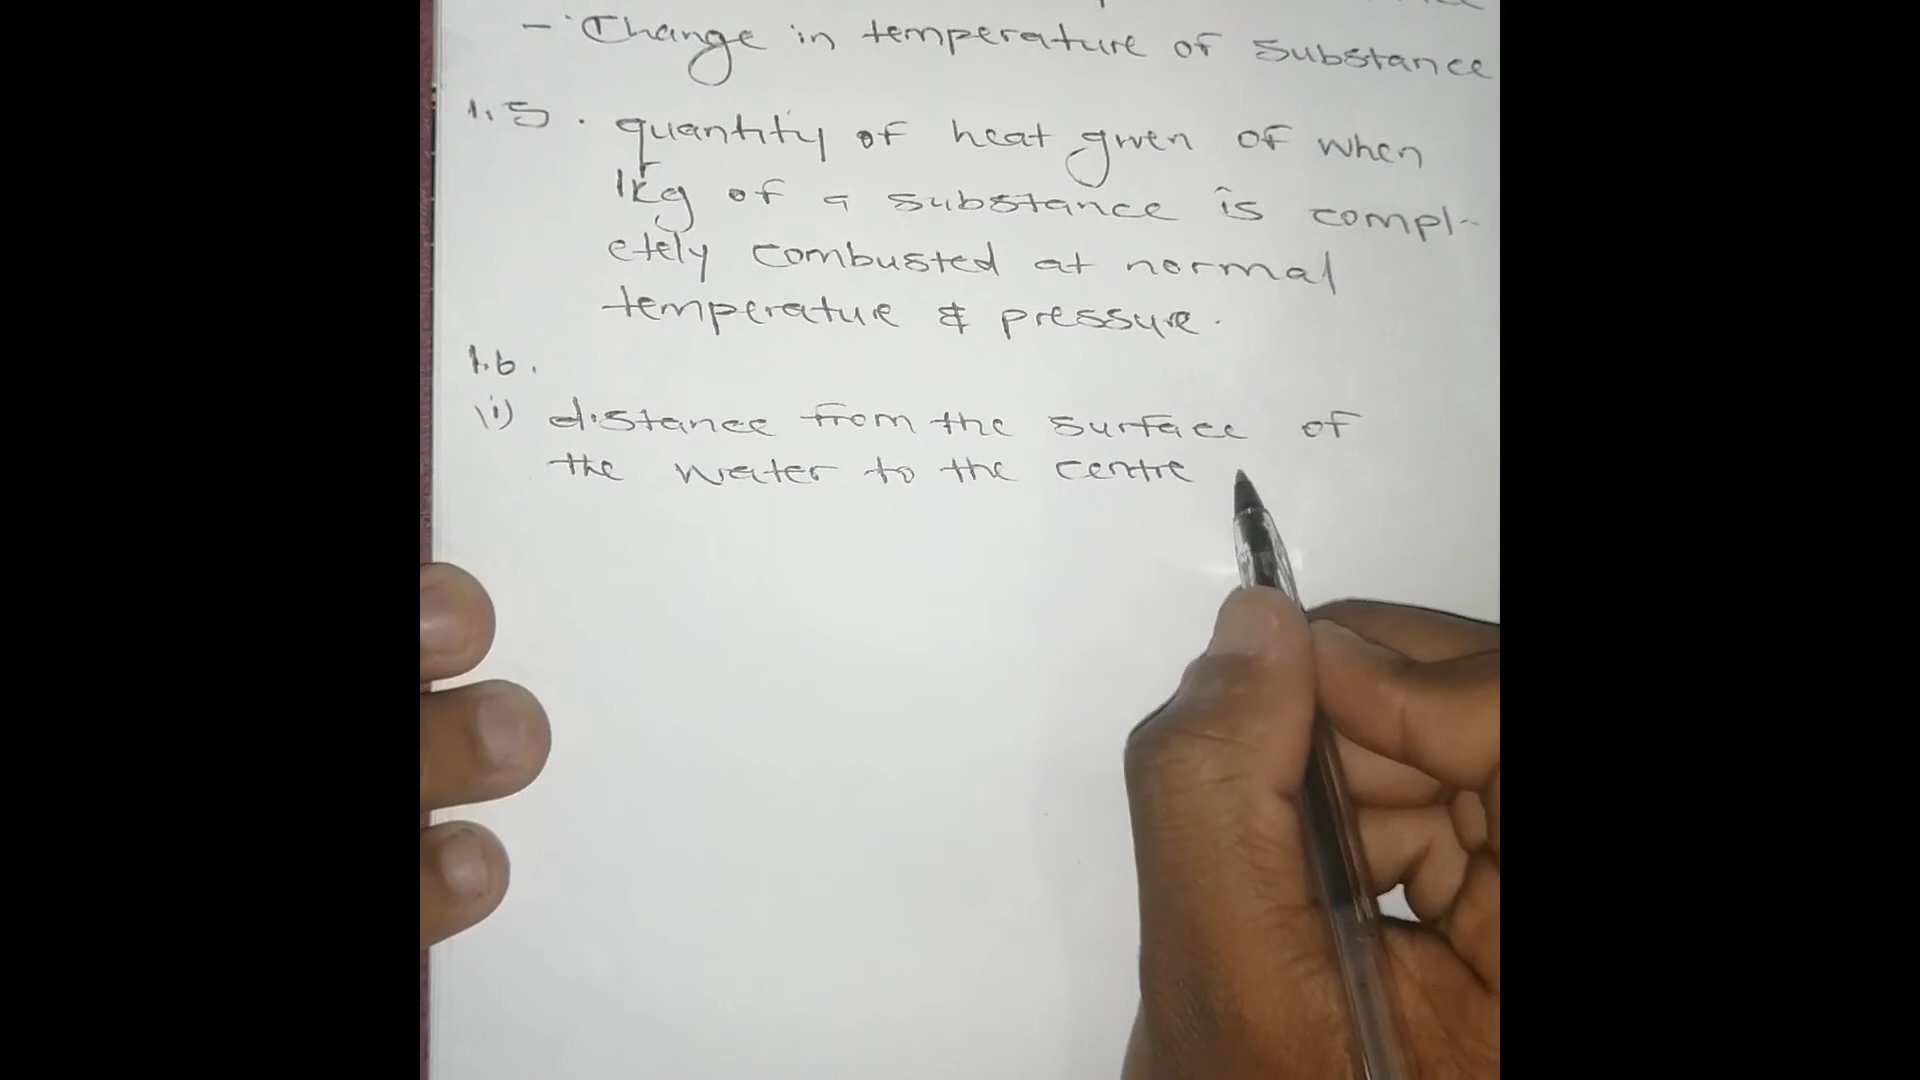 - Change in temperature of substance
1.5. quantity of heat given of when
1kg of a substance is compl-
etely combusted at normal
temperature & pressure.
1.6.
(i) distance from the surface of
the water to the centre